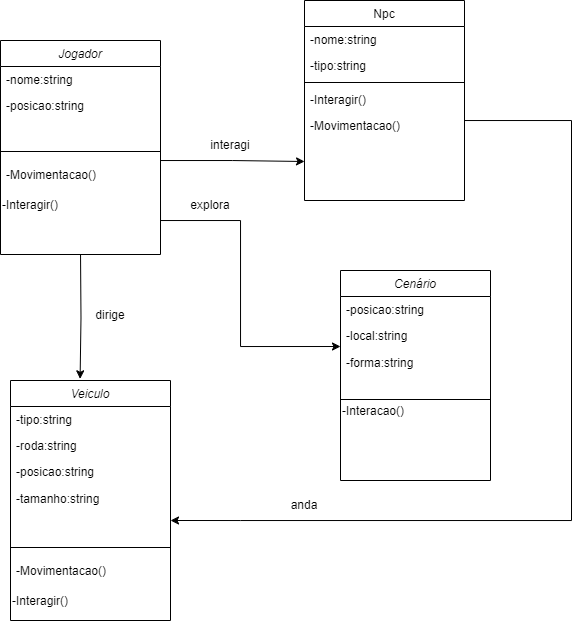 Npc
-nome:string
-tipo:string
-Interagir()
-Movimentacao()
Jogador
-nome:string
-posicao:string
-Movimentacao()
-Interagir()
interagi
explora
dirige
Cenário
-posicao:string
-local:string
-forma:string
-Interacao()
Veiculo
-tipo:string
-roda:string
-posicao:string
-tamanho:string
-Movimentacao()
-Interagir()
anda